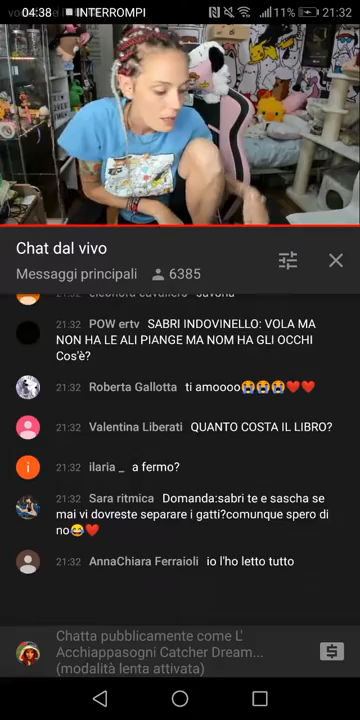 04:38 INTERROMPI 11% 21:32
Chat dal vivo
Messaggi principali 6385
21:32 POW ertv SABRI INDOVINELLO: VOLA MA
NON HA LE ALI PIANGE MA NOM HA GLI OCCHI
Cos'è?
21:32 Roberta Gallotta ti amoooo😭😭😭❤️❤️
21:32 Valentina Liberati QUANTO COSTA IL LIBRO?
i 21:32 ilaria _ a fermo?
21:32 Sara ritmica Domanda:sabri te e sascha se
mai vi dovreste separare i gatti?comunque spero di
no😂❤️
21:32 AnnaChiara Ferraioli io l'ho letto tutto
Chatta pubblicamente come L'
Acchiappasogni Catcher Dream...
(modalità lenta attivata)